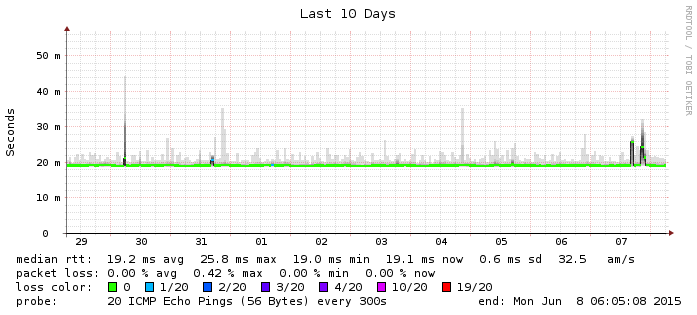 Last 10 Days
RRDTOOL / TOBI OETIKER
Seconds
50 m
40 m
30 m
20 m
10 m
0
29 30 31 01 02 03 04 05 06 07
median rtt: 19.2 ms avg 25.8 ms max 19.0 ms min 19.1 ms now 0.6 ms sd 32.5 am/s
packet loss: 0.00 % avg 0.42 % max 0.00 % min 0.00 % now
loss color: 0 1/20 2/20 3/20 4/20 10/20 19/20
probe: 20 ICMP Echo Pings (56 Bytes) every 300s end: Mon Jun 8 06:05:08 2015